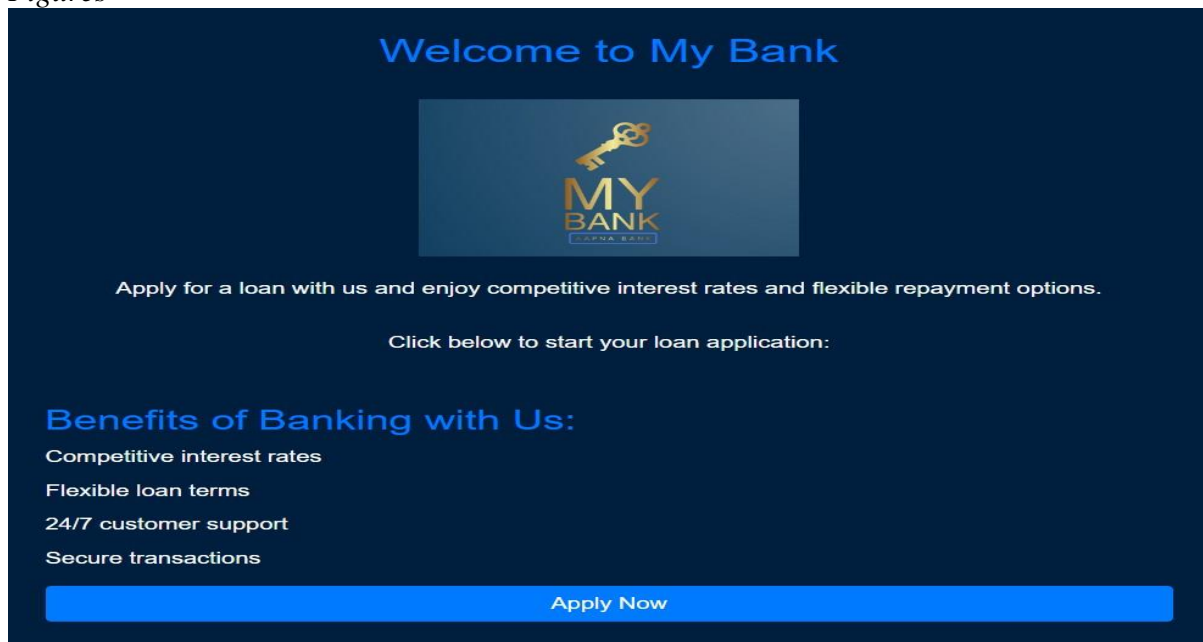 Figures
Welcome to My Bank
MY
BANK
AAPNA BANK
Apply for a loan with us and enjoy competitive interest rates and flexible repayment options.
Click below to start your loan application:
Benefits of Banking with Us:
Competitive interest rates
Flexible loan terms
24/7 customer support
Secure transactions
Apply Now